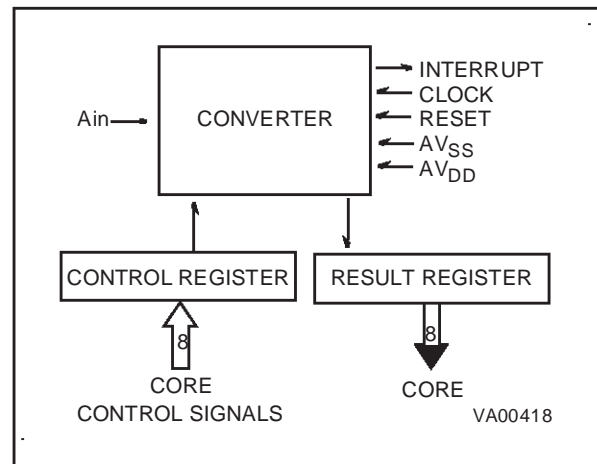 INTERRUPT
CLOCK
Ain
CONVERTER
RESET
AVSS
AVDD
CONTROL REGISTER
RESULT REGISTER
8
8
CORE
CONTROL SIGNALS
CORE
VA00418